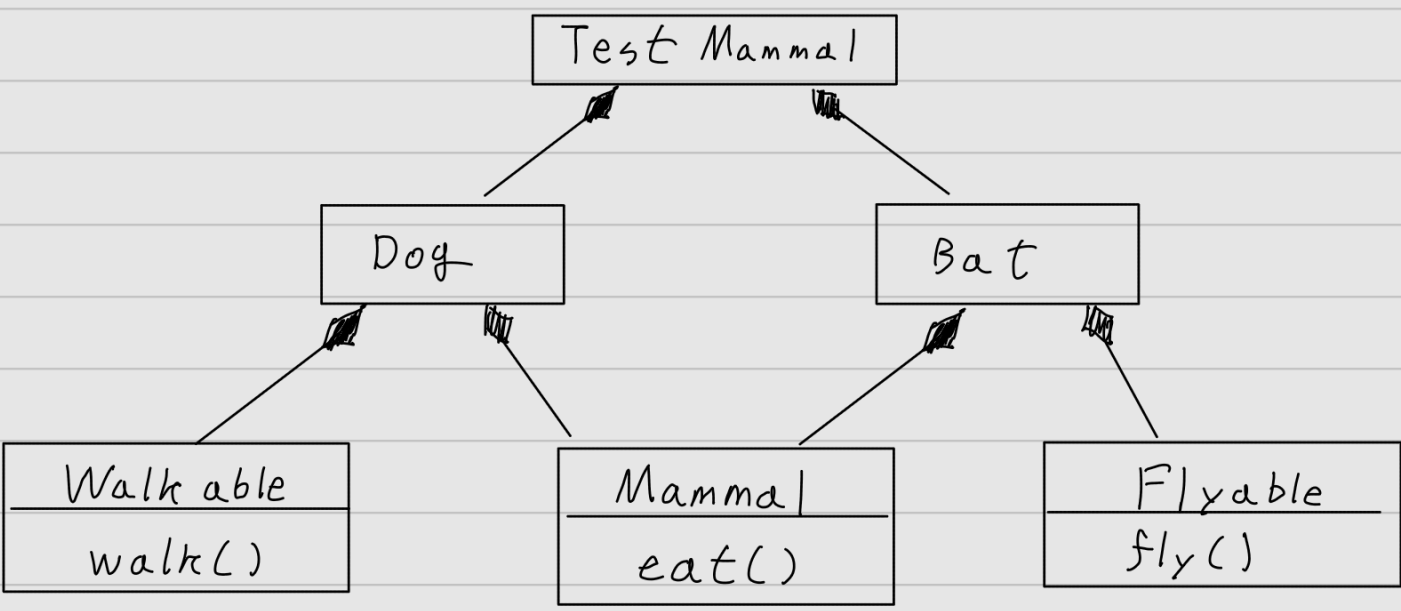 Test Mammal
Dog
Bat
Walkable
walk()
Mammal
eat()
Flyable
fly()